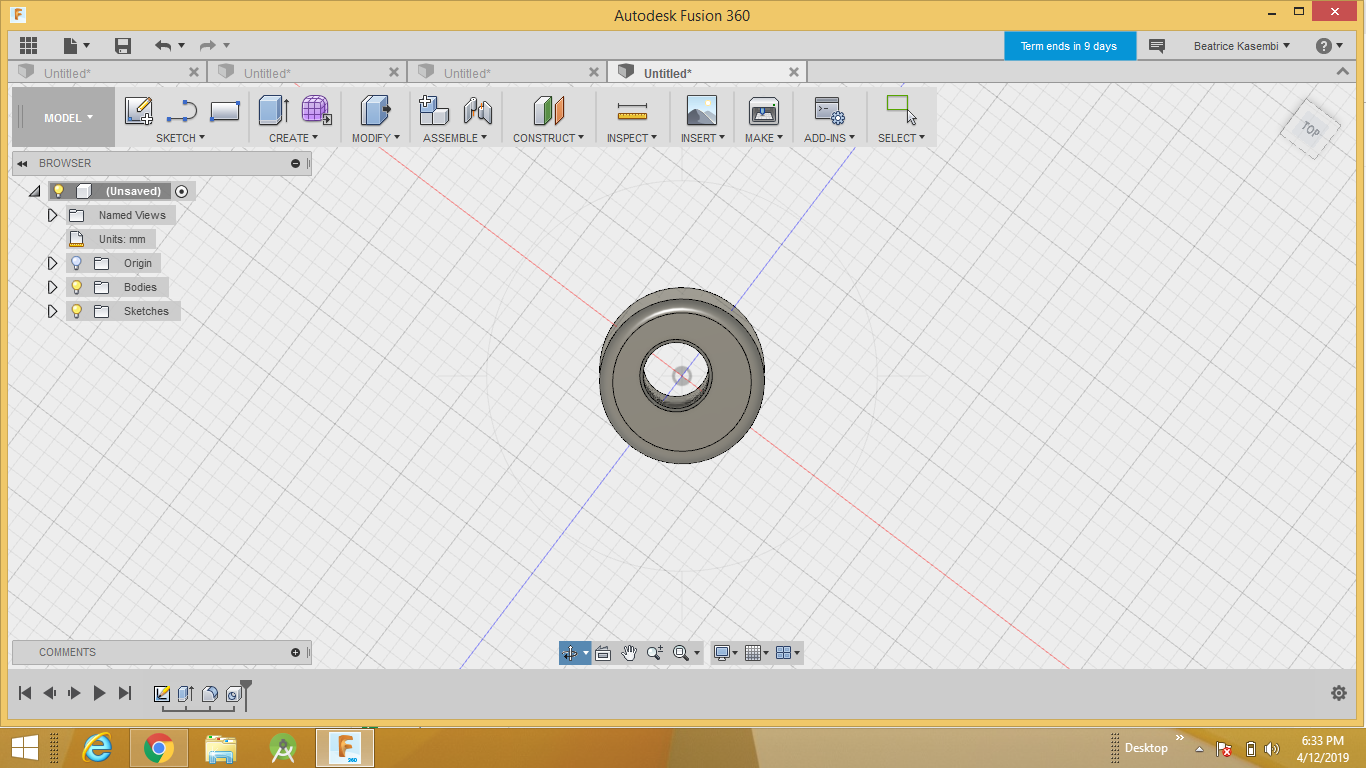 Autodesk Fusion 360
Term ends in 9 days
Beatrice Kasembi
Untitled*
Untitled*
Untitled*
Untitled*
MODEL
SKETCH
CREATE
MODIFY
ASSEMBLE
CONSTRUCT
INSPECT
INSERT
MAKE
ADD-INS
SELECT
TOP
BROWSER
(Unsaved)
Named Views
Units: mm
Origin
Bodies
Sketches
COMMENTS
F
360
Desktop
6:33 PM
4/12/2019